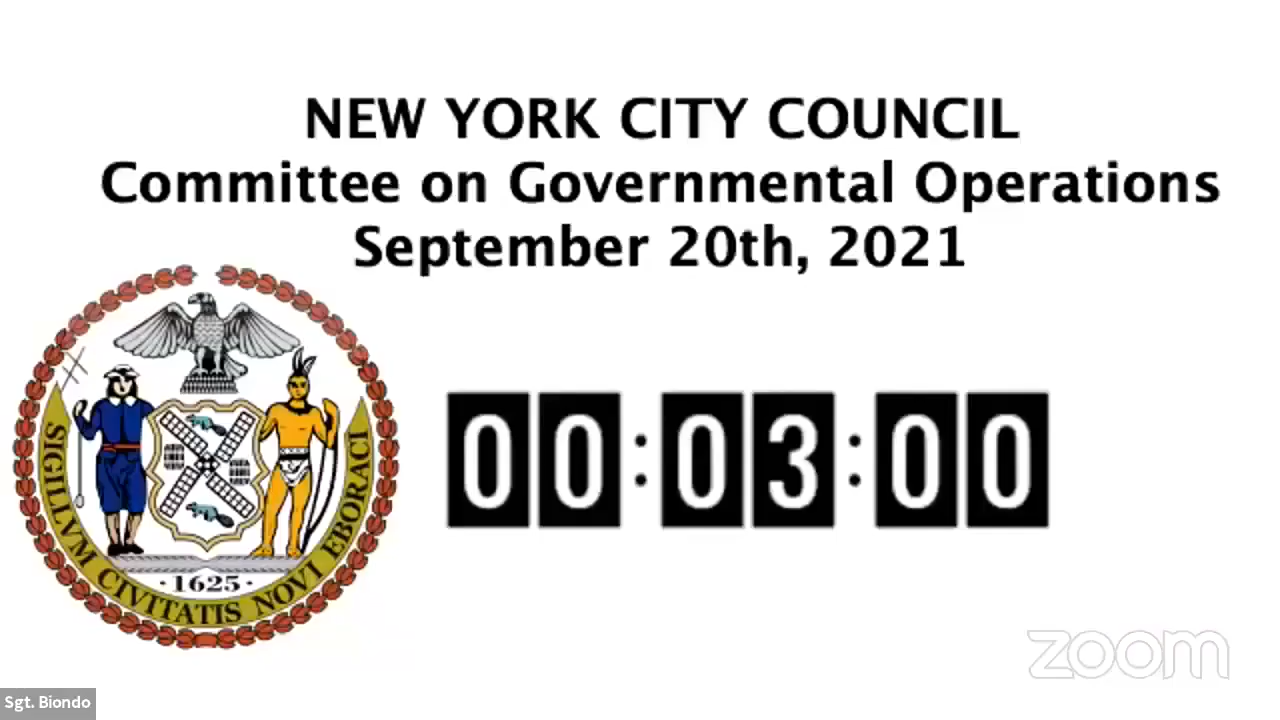 NEW YORK CITY COUNCIL
Committee on Governmental Operations
September 20th, 2021
00:03:00
SIGILLVM CIVITATIS NOVI EBORACI
·1625·
zoom
Sgt. Biondo